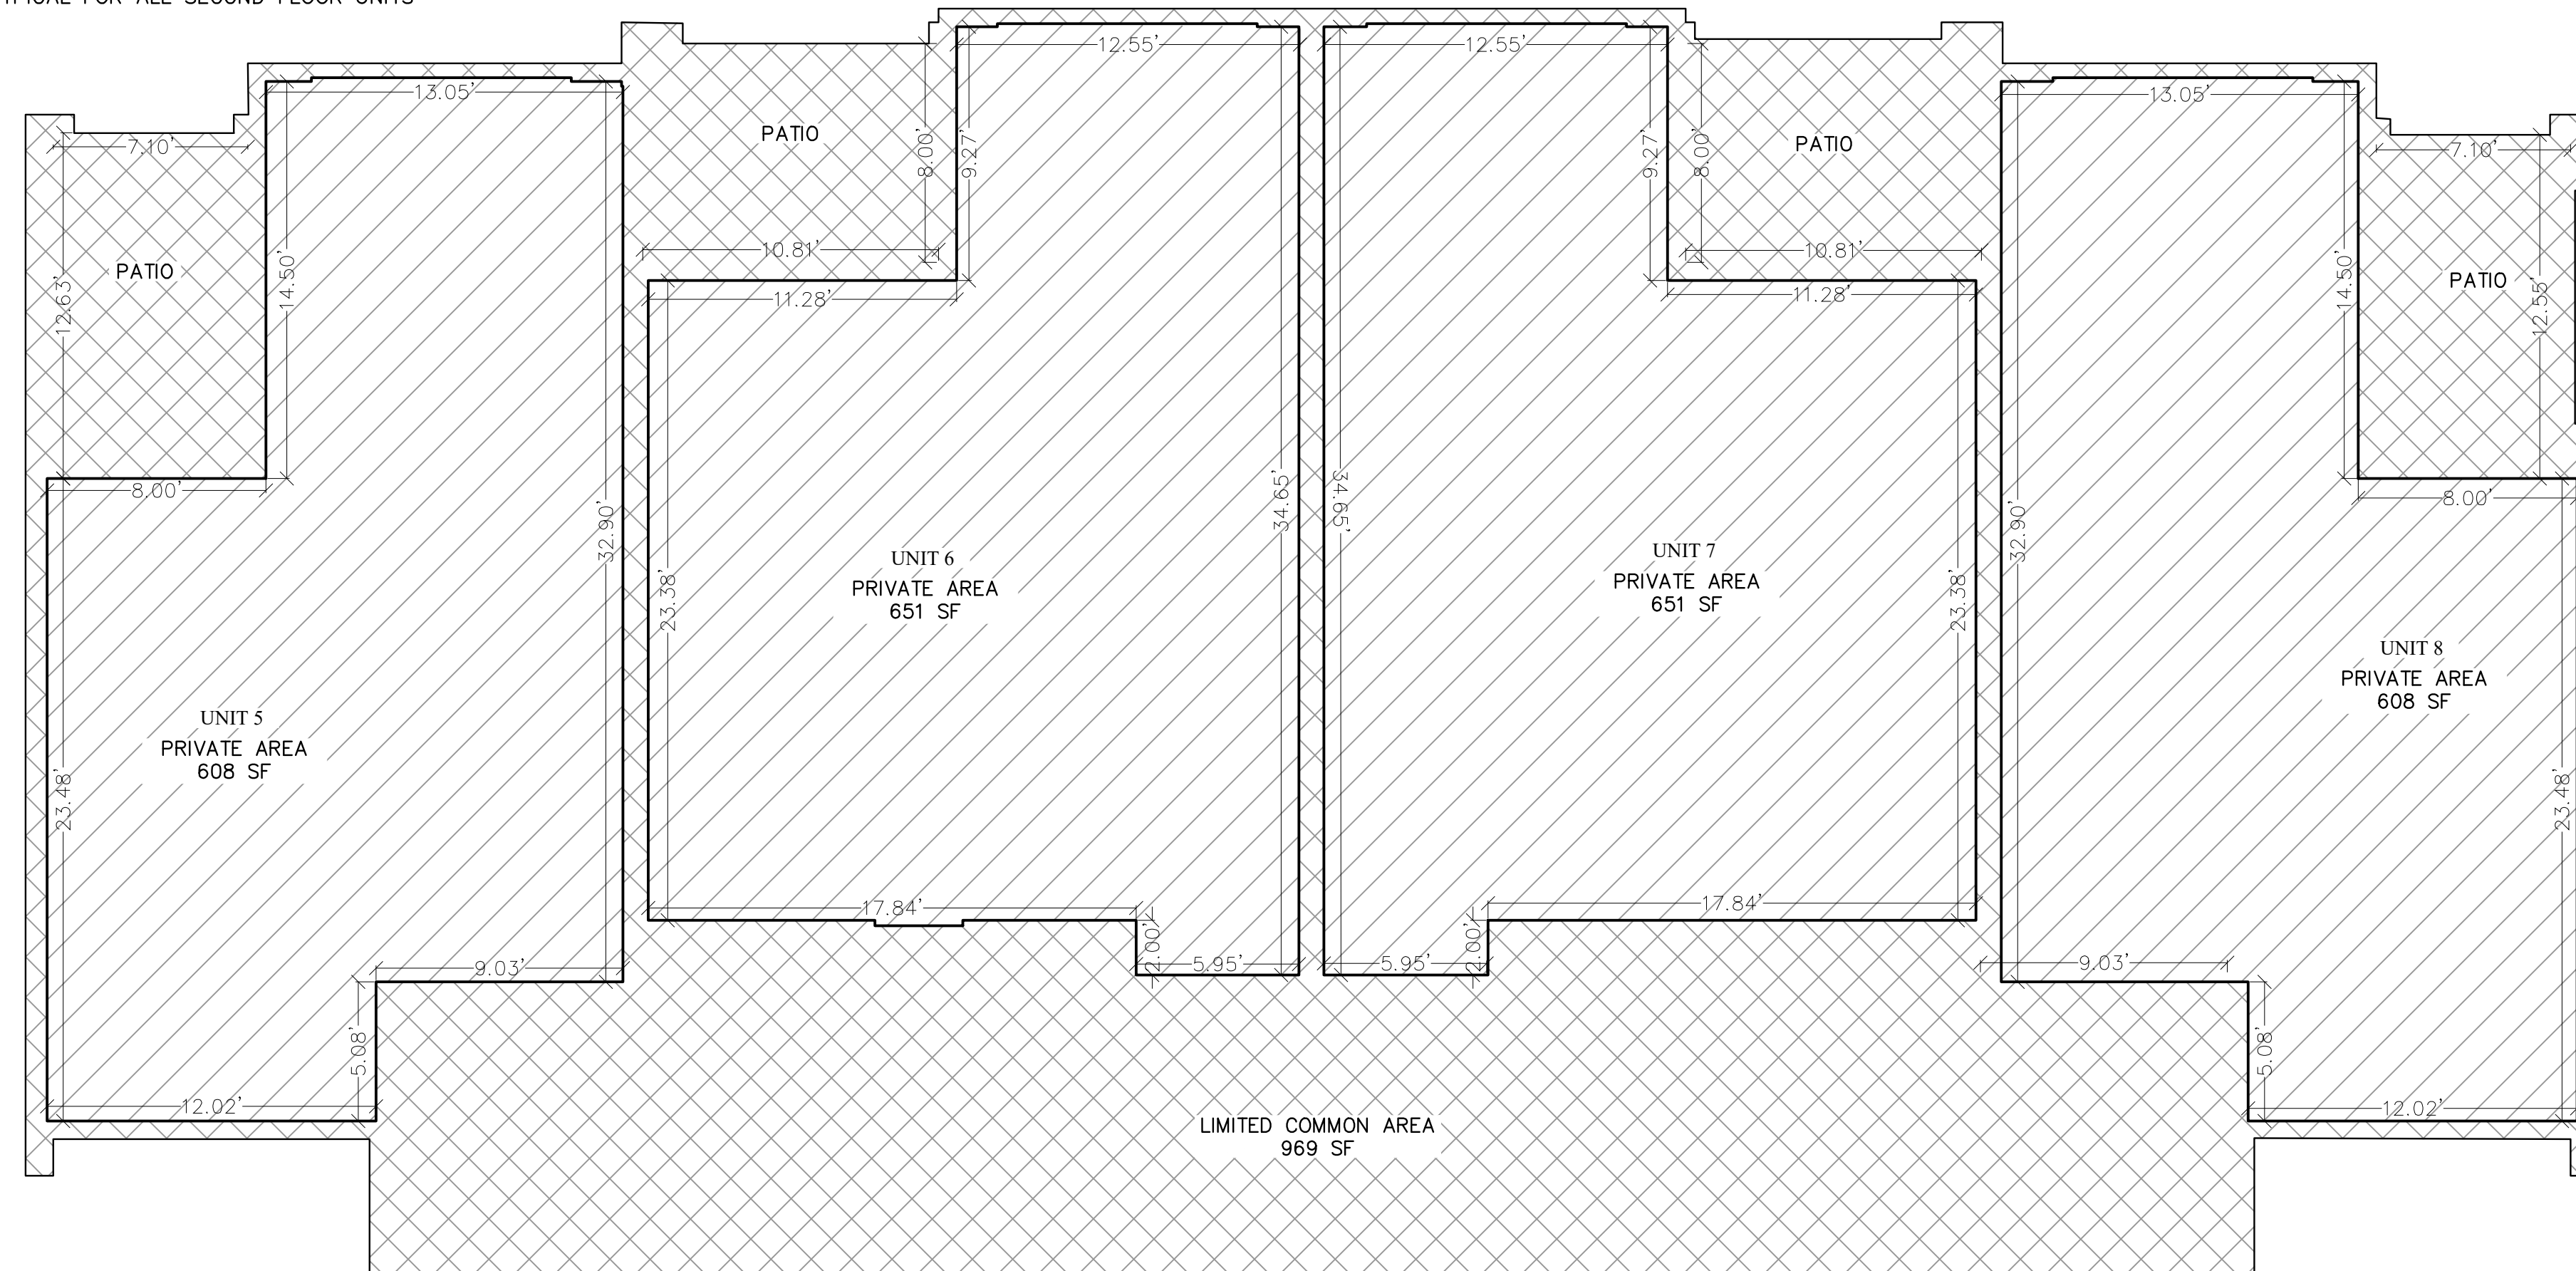 FOR ALL SECOND FLOOR UNITS
12.55'
12.55'
13.05'
13.05'
7.10'
PATIO
8.00'
9.27'
9.27'
8.00'
PATIO
7.10'
PATIO
12.63'
14.50'
10.81'
11.28'
10.81'
11.28'
14.50'
PATIO
12.55'
8.00'
8.00'
32.90'
34.65'
34.65'
32.90'
UNIT 6
PRIVATE AREA
651 SF
23.38'
UNIT 7
PRIVATE AREA
651 SF
23.38'
UNIT 8
PRIVATE AREA
608 SF
UNIT 5
PRIVATE AREA
608 SF
23.48'
23.48'
17.84'
17.84'
2.00'
2.00'
9.03'
5.95'
5.95'
9.03'
5.08'
5.08'
12.02'
12.02'
LIMITED COMMON AREA
969 SF